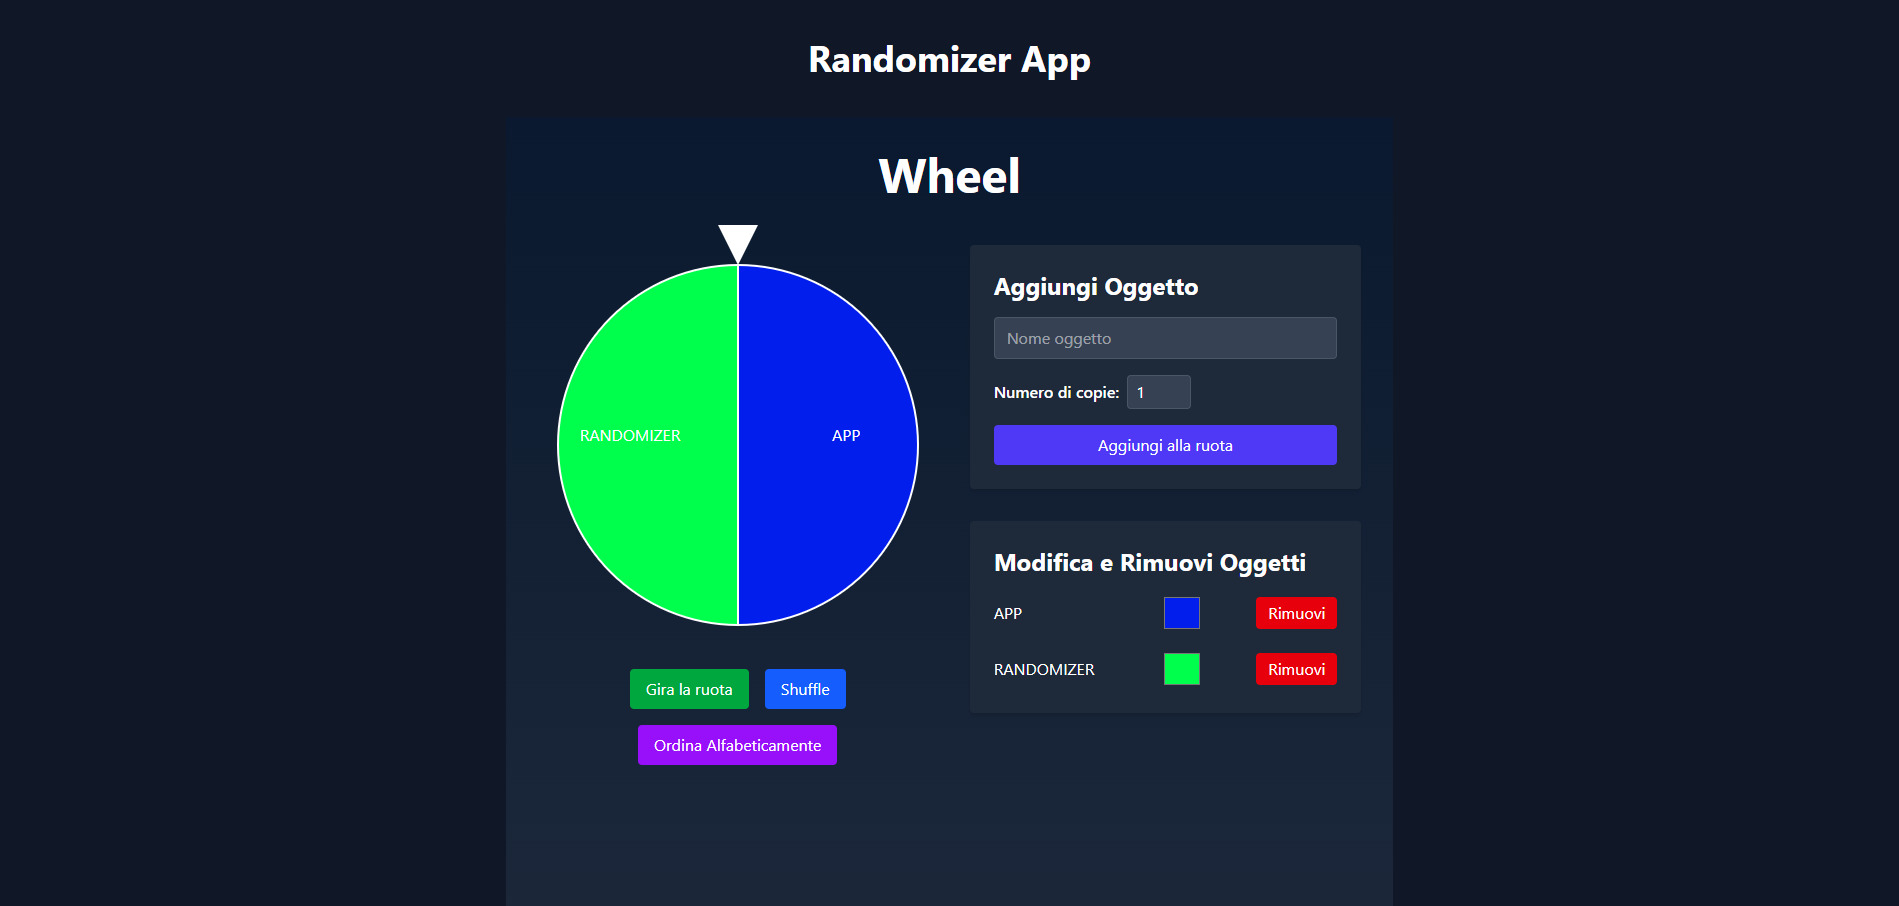 Randomizer App
Wheel
RANDOMIZER
APP
Gira la ruota
Shuffle
Ordina Alfabeticamente
Aggiungi Oggetto
Nome oggetto
Numero di copie: 1
Aggiungi alla ruota
Modifica e Rimuovi Oggetti
APP Rimuovi
RANDOMIZER Rimuovi